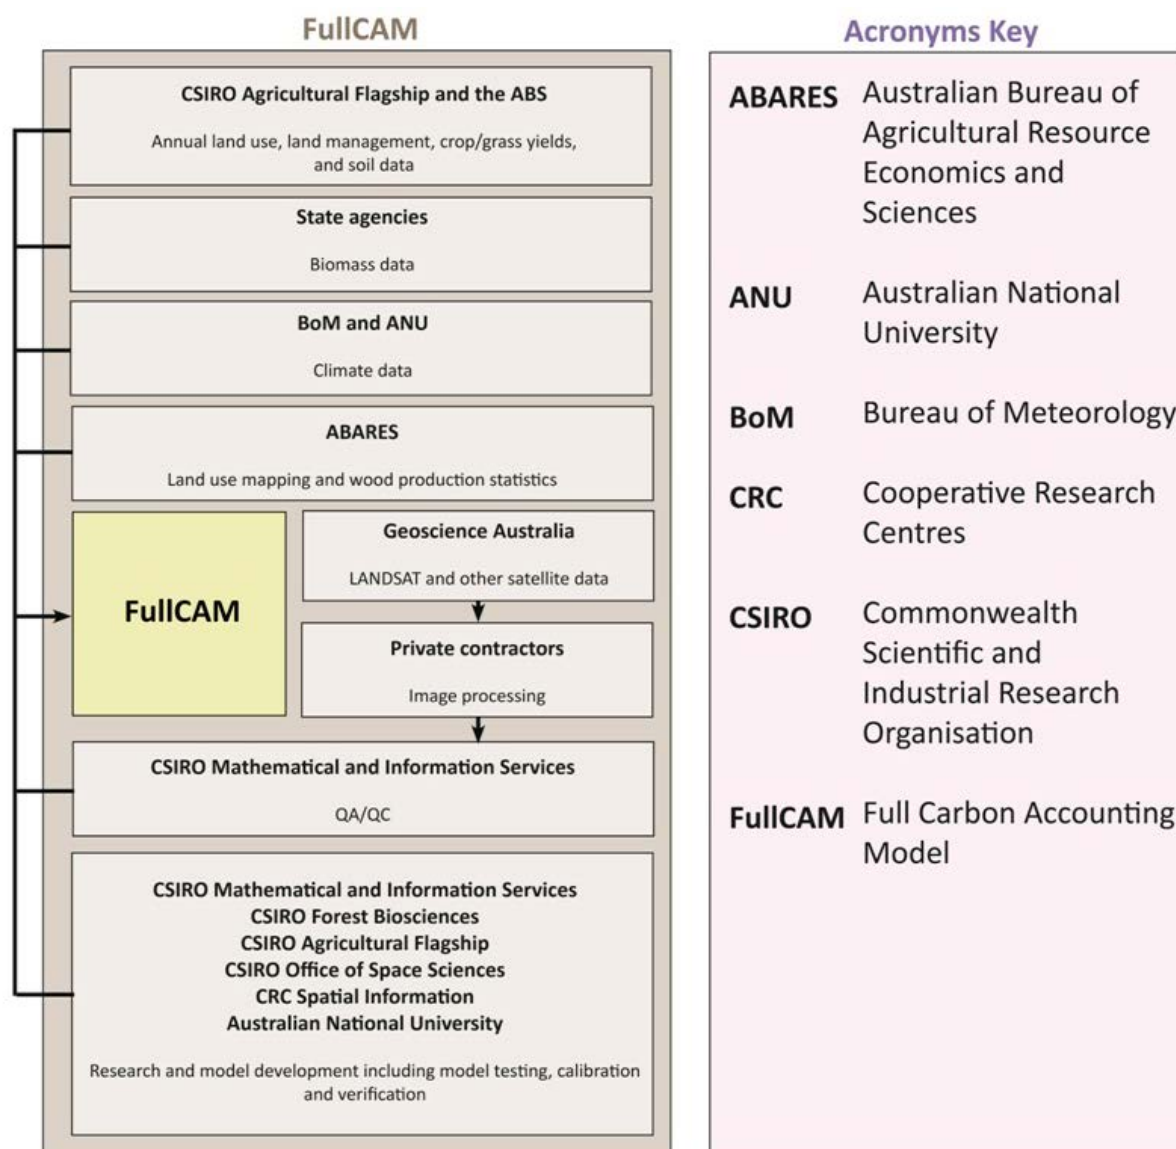 FullCAM
CSIRO Agricultural Flagship and the ABS
Annual land use, land management, crop/grass yields,
and soil data
State agencies
Biomass data
BoM and ANU
Climate data
ABARES
Land use mapping and wood production statistics
FullCAM
Geoscience Australia
LANDSAT and other satellite data
Private contractors
Image processing
CSIRO Mathematical and Information Services
QA/QC
CSIRO Mathematical and Information Services
CSIRO Forest Biosciences
CSIRO Agricultural Flagship
CSIRO Office of Space Sciences
CRC Spatial Information
Australian National University
Research and model development including model testing, calibration
and verification
Acronyms Key
ABARES Australian Bureau of
Agricultural Resource
Economics and
Sciences
ANU Australian National
University
BoM Bureau of Meteorology
CRC Cooperative Research
Centres
CSIRO Commonwealth
Scientific and
Industrial Research
Organisation
FullCAM Full Carbon Accounting
Model